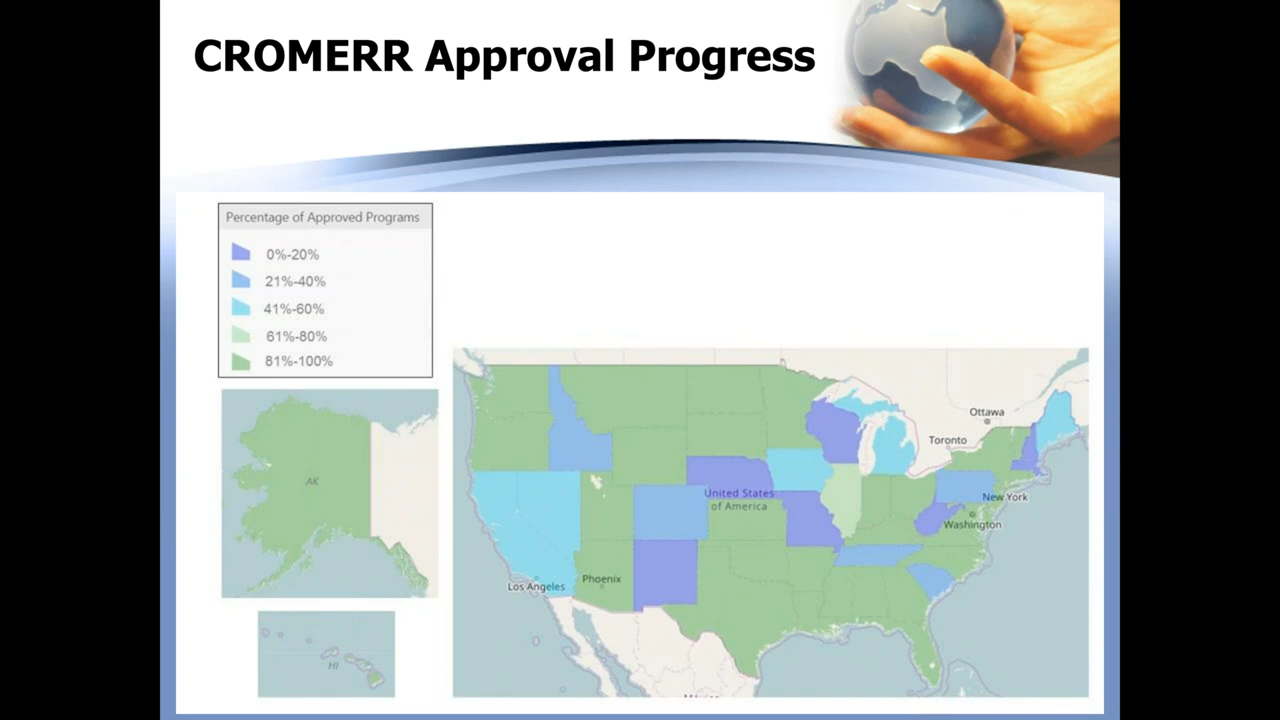 CROMERR Approval Progress
Percentage of Approved Programs
0%-20%
21%-40%
41%-60%
61%-80%
81%-100%
AK
HI
Ottawa
Toronto
United States
of America
New York
Washington
Los Angeles
Phoenix